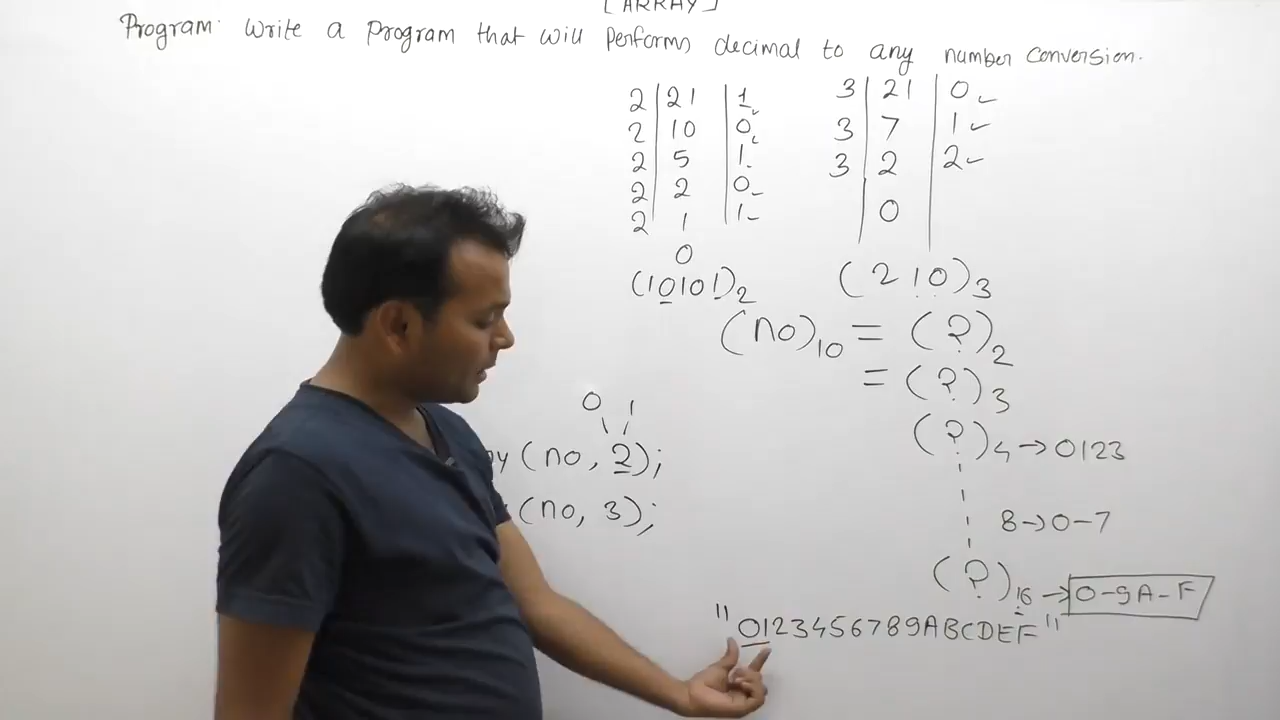 [ARRAY]
Program: Write a Program that will Performs decimal to any number conversion.
2 | 21 | 1
2 | 10 | 0
2 | 5 | 1
2 | 2 | 0
2 | 1 | 1
0
(10101)2
3 | 21 | 0
3 | 7 | 1
3 | 2 | 2
0
(210)3
(no)10 = (?)2
= (?)3
(?)4 → 0123
8 → 0-7
(?)16 → 0-9A-F
"0123456789ABCDEF"
0 1
(no, 2);
(no, 3);